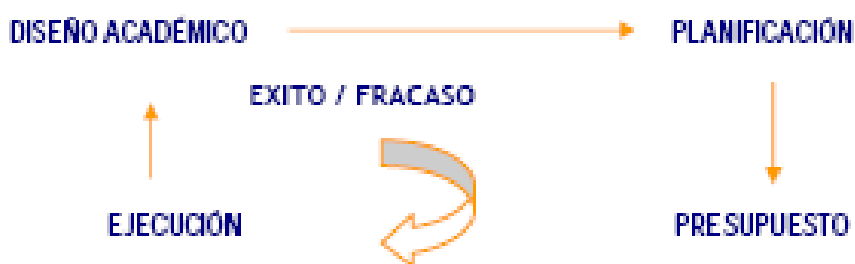 DISEÑO ACADÉMICO
PLANIFICACIÓN
EXITO / FRACASO
EJECUCIÓN
PRESUPUESTO